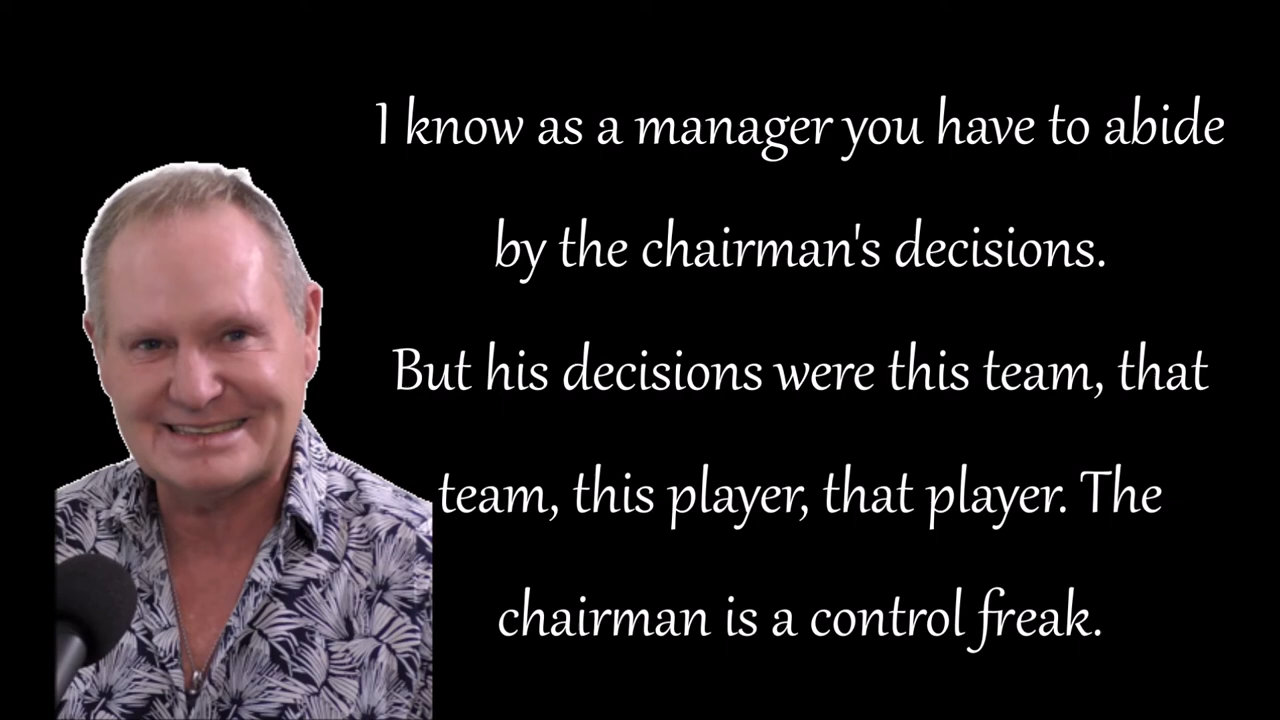 I know as a manager you have to abide
by the chairman's decisions.
But his decisions were this team, that
team, this player, that player. The
chairman is a control freak.